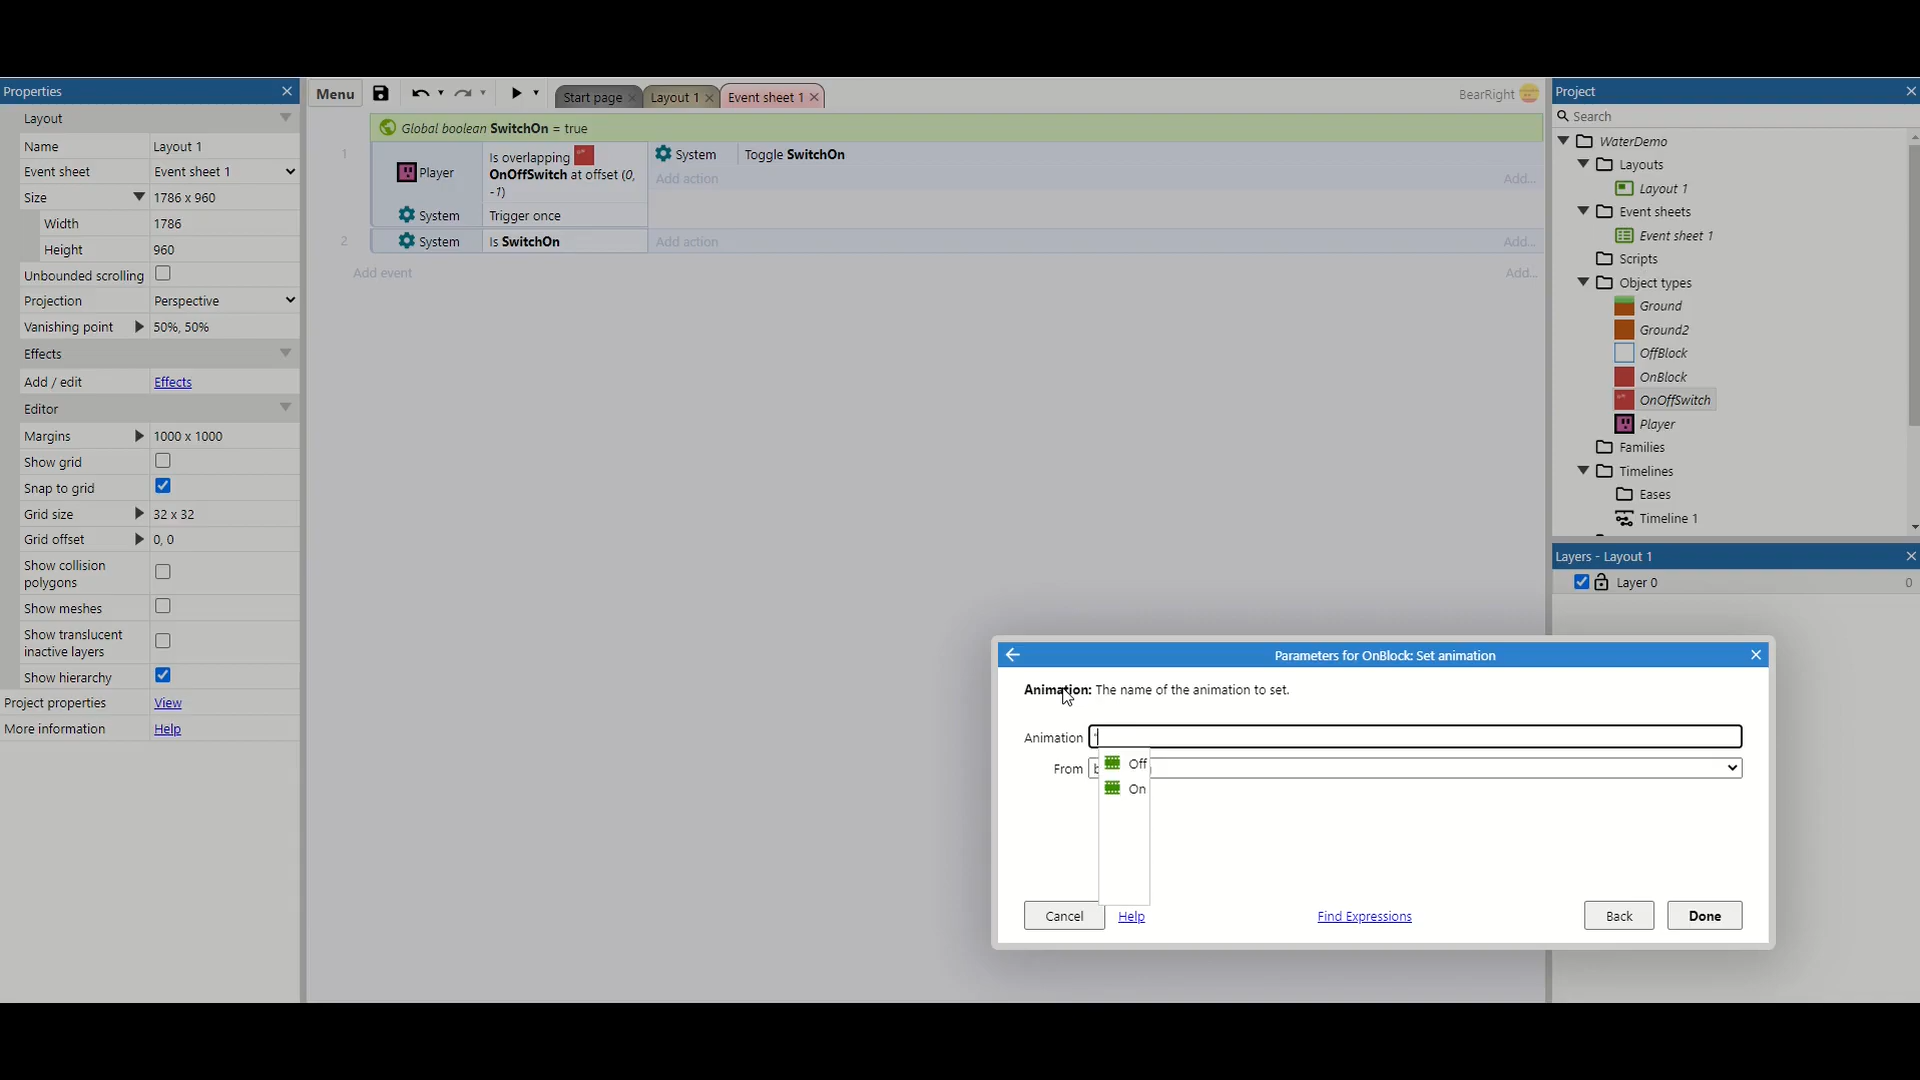 Properties
Layout
Name Layout 1
Event sheet Event sheet 1
Size 1786 x 960
Width 1786
Height 960
Unbounded scrolling
Projection Perspective
Vanishing point 50%, 50%
Effects
Add / edit Effects
Editor
Margins 1000 x 1000
Show grid
Snap to grid
Grid size 32 x 32
Grid offset 0, 0
Show collision
polygons
Show meshes
Show translucent
inactive layers
Show hierarchy
Project properties View
More information Help
Menu Start page Layout 1 Event sheet 1 BearRight
Global boolean SwitchOn = true
1 Player Is overlapping
OnOffSwitch at offset (0,
-1)
System Toggle SwitchOn
Add action Add...
System Trigger once
2 System Is SwitchOn Add action Add...
Add event Add...
Parameters for OnBlock: Set animation
Animation: The name of the animation to set.
Animation "
From
Off
On
Cancel Help Find Expressions Back Done
Project
Search
WaterDemo
Layouts
Layout 1
Event sheets
Event sheet 1
Scripts
Object types
Ground
Ground2
OffBlock
OnBlock
OnOffSwitch
Player
Families
Timelines
Eases
Timeline 1
Layers - Layout 1
Layer 0 0